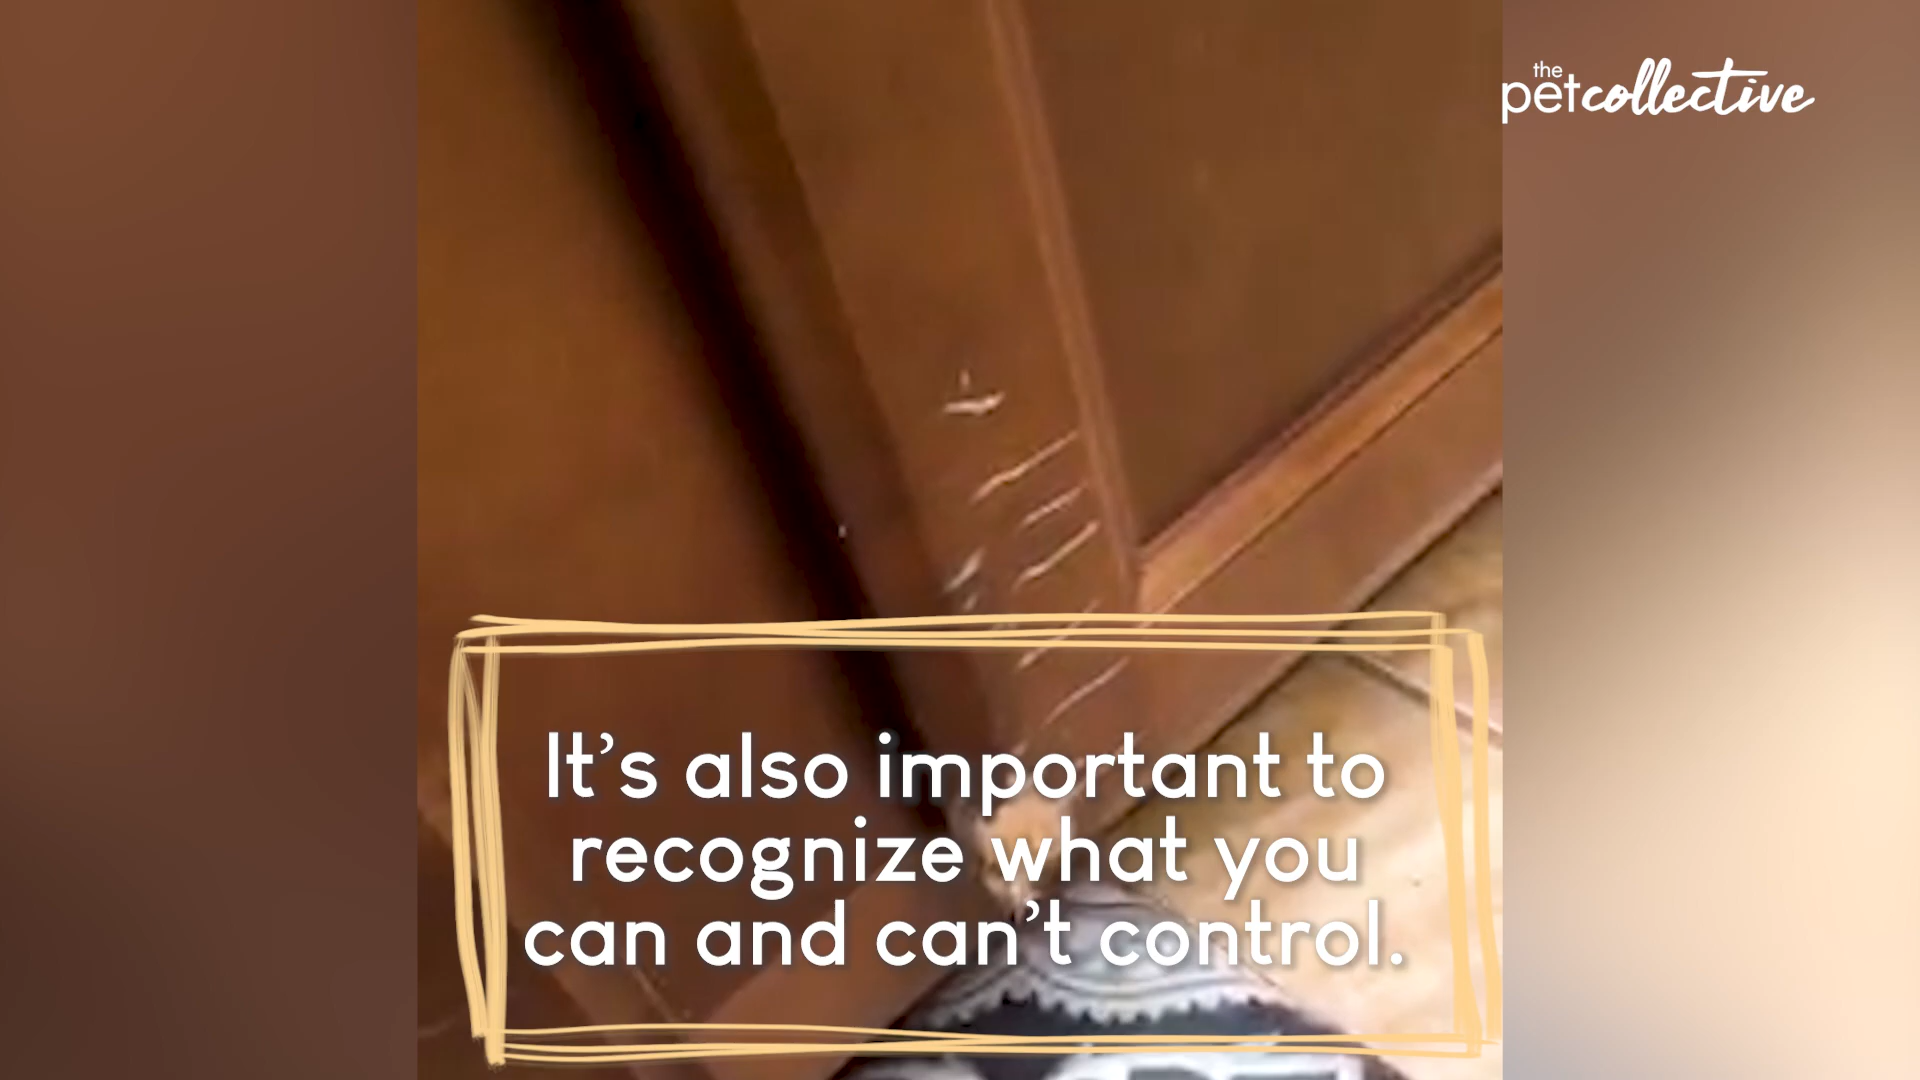 the
petcollective
It’s also important to
recognize what you
can and can’t control.